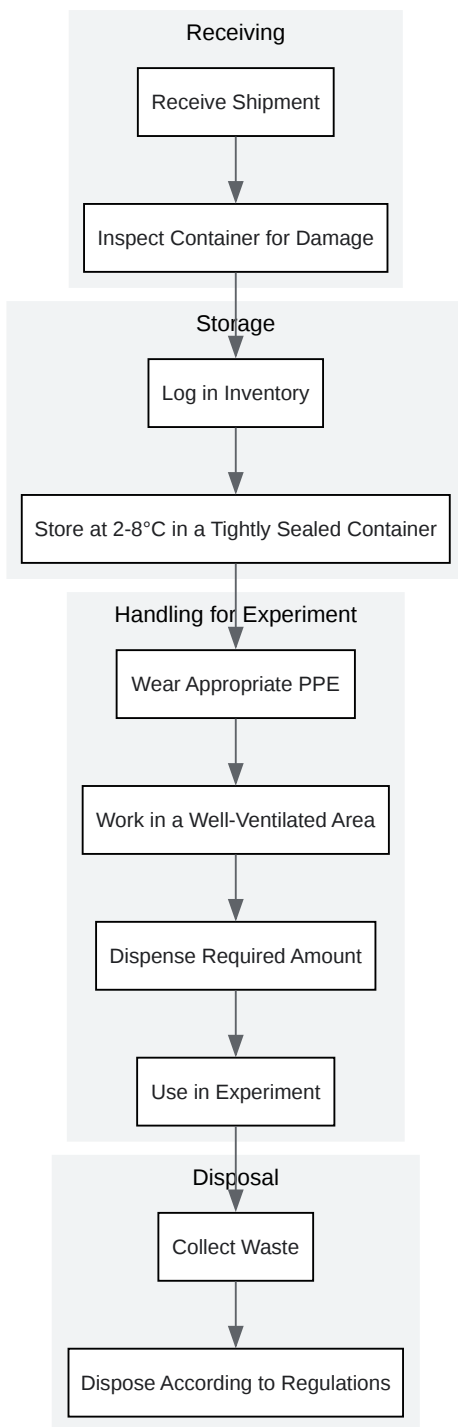 Receiving
Receive Shipment
Inspect Container for Damage
Storage
Log in Inventory
Store at 2-8°C in a Tightly Sealed Container
Handling for Experiment
Wear Appropriate PPE
Work in a Well-Ventilated Area
Dispense Required Amount
Use in Experiment
Disposal
Collect Waste
Dispose According to Regulations